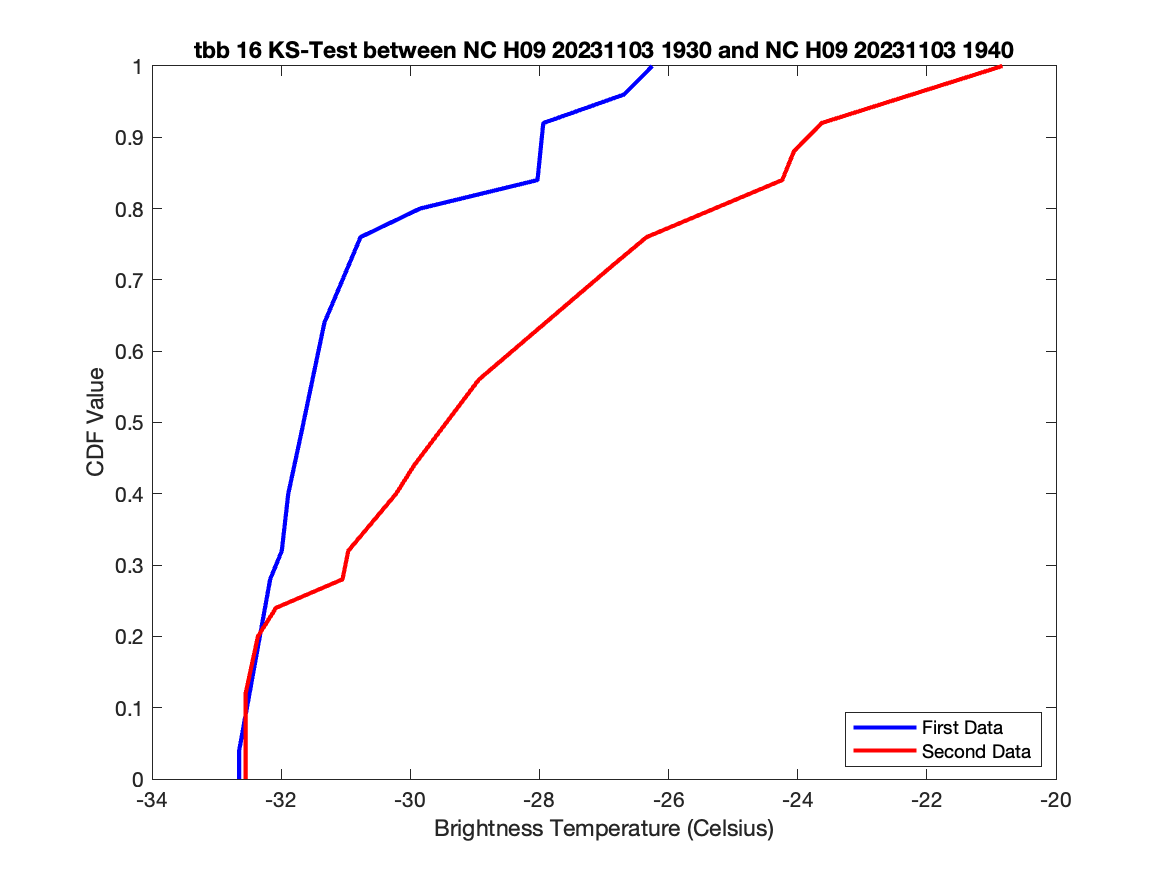 tbb 16 KS-Test between NC H09 20231103 1930 and NC H09 20231103 1940
1
0.9
0.8
0.7
0.6
0.5
0.4
0.3
0.2
0.1
0
CDF Value
First Data
Second Data
-34 -32 -30 -28 -26 -24 -22 -20
Brightness Temperature (Celsius)